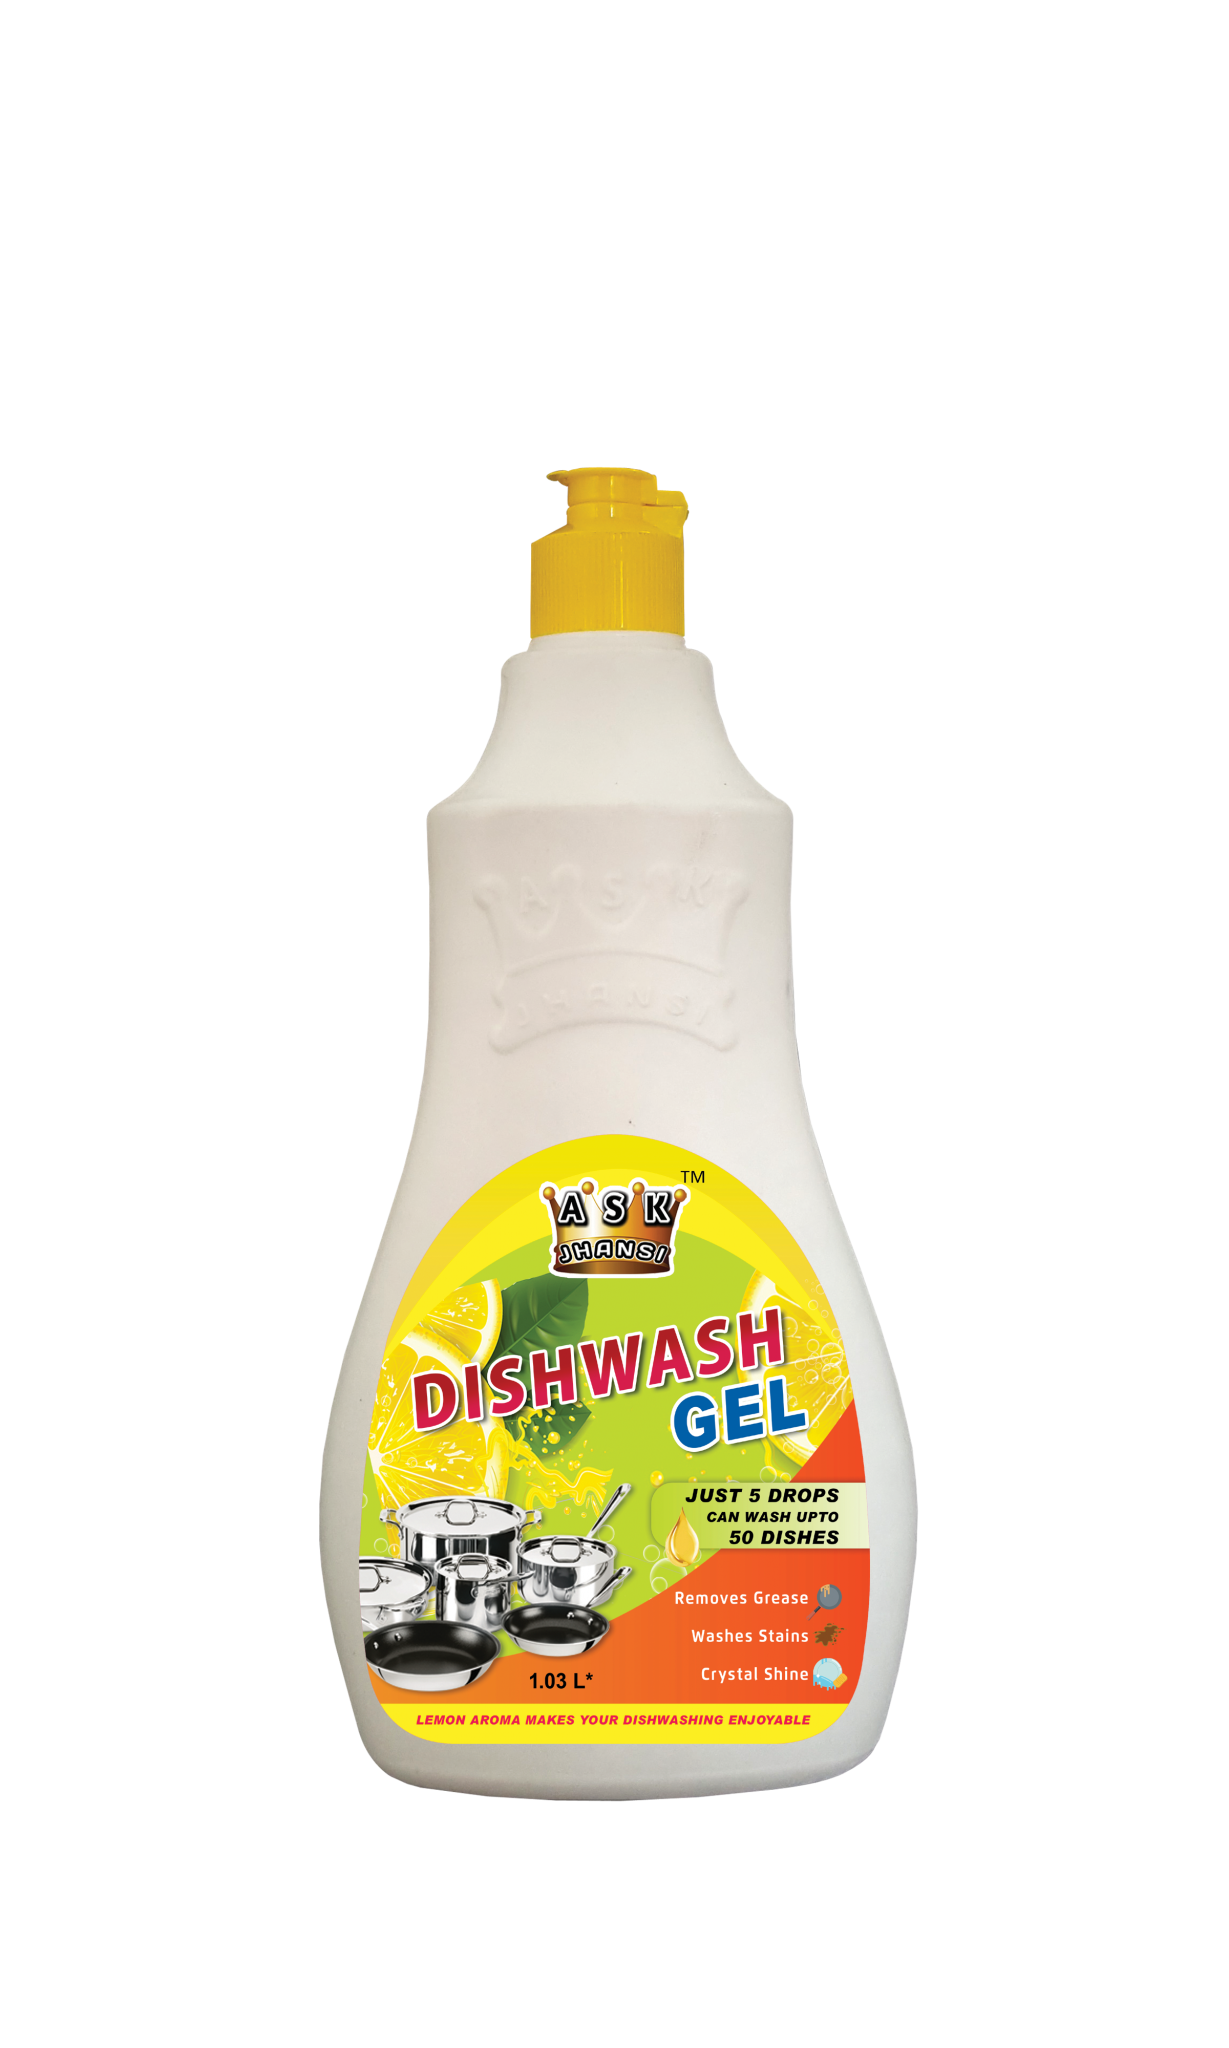 A S K
JHANSI
TM
A S K
JHANSI
DISHWASH
GEL
JUST 5 DROPS
CAN WASH UPTO
50 DISHES
Removes Grease
Washes Stains
Crystal Shine
1.03 L*
LEMON AROMA MAKES YOUR DISHWASHING ENJOYABLE